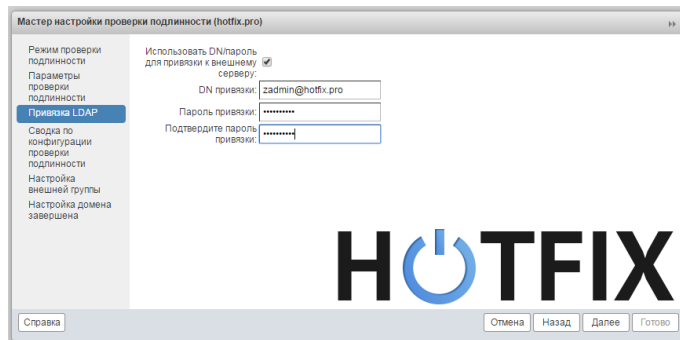 Мастер настройки проверки подлинности (hotfix.pro)
Режим проверки
подлинности
Параметры
проверки
подлинности
Привязка LDAP
Сводка по
конфигурации
проверки
подлинности
Настройка
внешней группы
Настройка домена
завершена
Использовать DN/пароль
для привязки к внешнему
серверу:
DN привязки: zadmin@hotfix.pro
Пароль привязки: ••••••••••
Подтвердите пароль
привязки: ••••••••••
HOTFIX
Справка
Отмена Назад Далее Готово